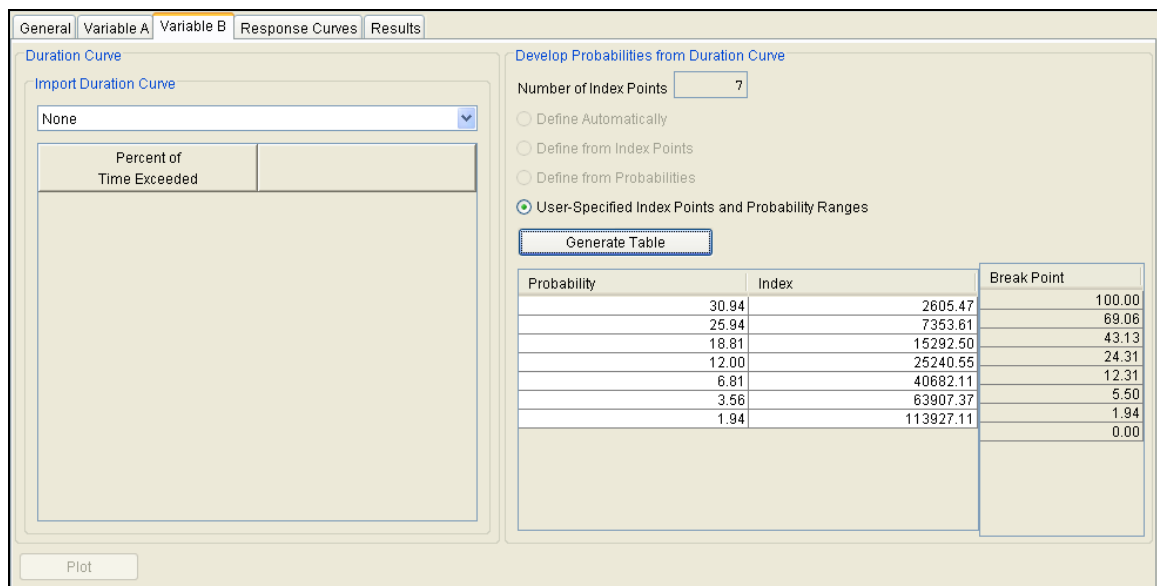 General Variable A Variable B Response Curves Results
Duration Curve
Import Duration Curve
None
Percent of
Time Exceeded
Develop Probabilities from Duration Curve
Number of Index Points 7
Define Automatically
Define from Index Points
Define from Probabilities
User-Specified Index Points and Probability Ranges
Generate Table
Probability Index Break Point
30.94 2605.47 100.00
25.94 7353.61 69.06
18.81 15292.50 43.13
12.00 25240.55 24.31
6.81 40682.11 12.31
3.56 63907.37 5.50
1.94 113927.11 1.94
0.00
Plot